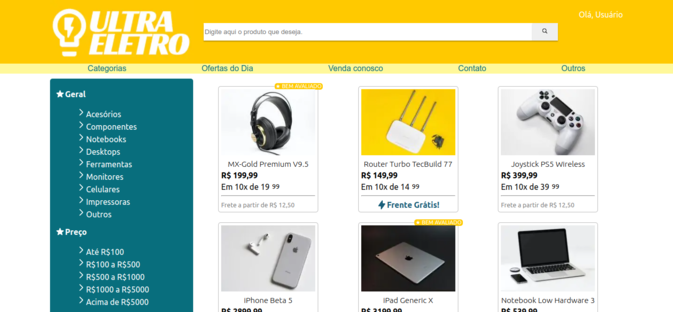 ULTRA
ELETRO
Digite aqui o produto que deseja.
Olá, Usuário
Categorias
Ofertas do Dia
Venda conosco
Contato
Outros
Geral
Acesórios
Componentes
Notebooks
Desktops
Ferramentas
Monitores
Celulares
Impressoras
Outros
Preço
Até R$100
R$100 a R$500
R$500 a R$1000
R$1000 a R$5000
Acima de R$5000
BEM AVALIADO
MX-Gold Premium V9.5
R$ 199,99
Em 10x de 19 99
Frete a partir de R$ 12,50
Router Turbo TecBuild 77
R$ 149,99
Em 10x de 14 99
Frente Grátis!
Joystick PS5 Wireless
R$ 399,99
Em 10x de 39 99
Frete a partir de R$ 12,50
IPhone Beta 5
R$ 2899,99
BEM AVALIADO
IPad Generic X
R$ 3199,99
Notebook Low Hardware 3
R$ 539,99